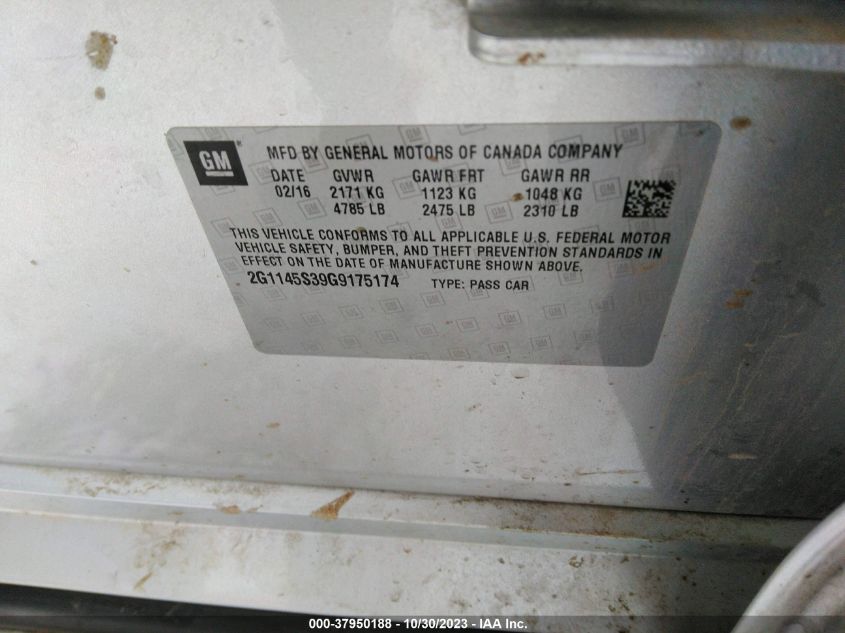 GM ® MFD BY GENERAL MOTORS OF CANADA COMPANY
DATE GVWR GAWR FRT GAWR RR
02/16 2171 KG 1123 KG 1048 KG
4785 LB 2475 LB 2310 LB
THIS VEHICLE CONFORMS TO ALL APPLICABLE U.S. FEDERAL MOTOR
VEHICLE SAFETY, BUMPER, AND THEFT PREVENTION STANDARDS IN
EFFECT ON THE DATE OF MANUFACTURE SHOWN ABOVE.
2G1145S39G9175174 TYPE: PASS CAR
000-37950188 - 10/30/2023 - IAA Inc.